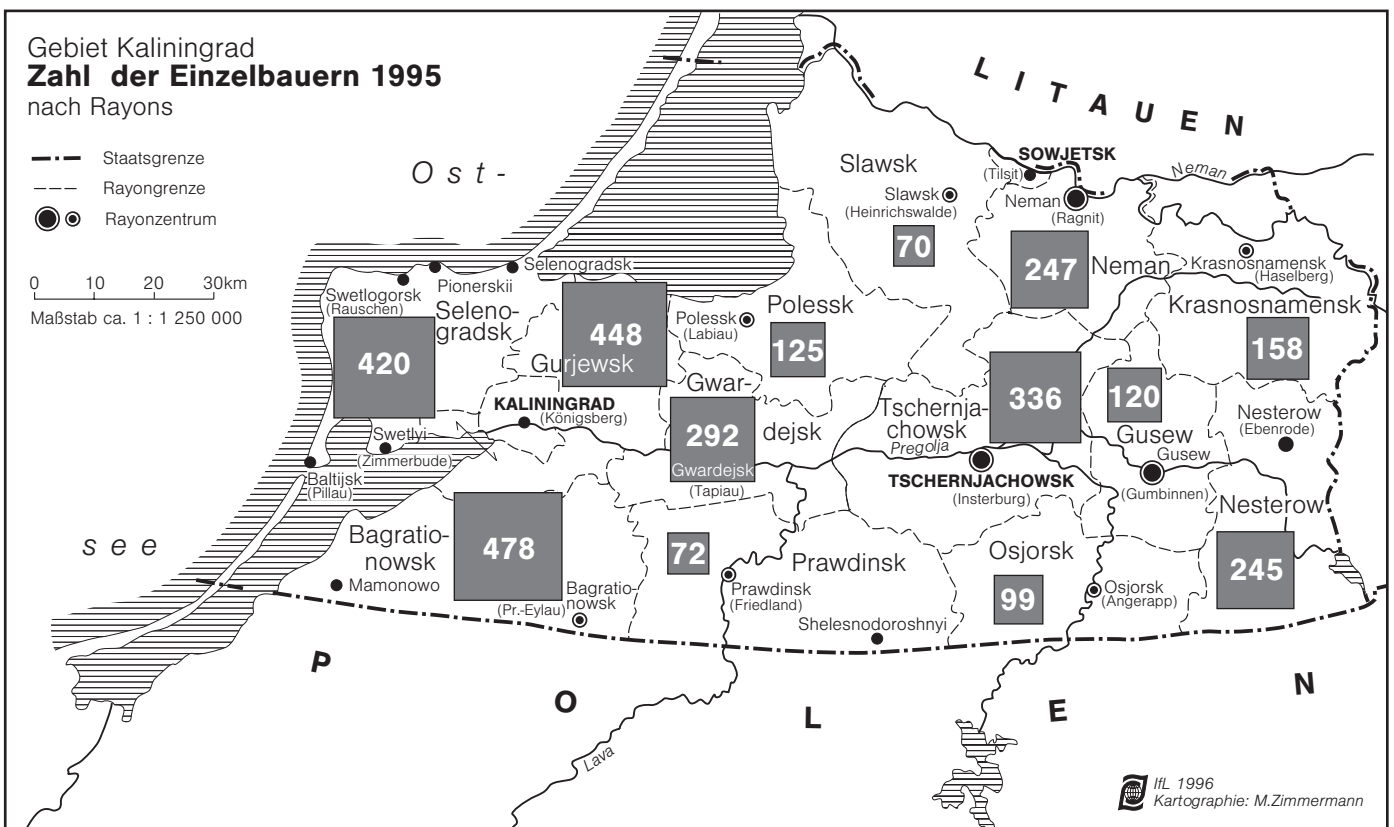 Gebiet Kaliningrad
Zahl der Einzelbauern 1995
nach Rayons
Staatsgrenze
Rayongrenze
Rayonzentrum
0 10 20 30km
Maßstab ca. 1 : 1 250 000
Ost-
see
LITAUEN
POLEN
Neman
SOWJETSK
(Tilsit)
Neman
(Ragnit)
247
Neman
Slawsk
Slawsk
(Heinrichswalde)
70
Krasnosnamensk
(Haselberg)
Krasnosnamensk
158
Selenogradsk
Pionerskii
Swetlogorsk
(Rauschen)
Seleno-
gradsk
420
448
Gurjewsk
Polessk
Polessk
(Labiau)
125
KALININGRAD
(Königsberg)
Gwar-
dejsk
292
Gwardejsk
(Tapiau)
Tschernja-
chowsk
336
Pregolja
TSCHERNJACHOWSK
(Insterburg)
120
Gusew
Gusew
(Gumbinnen)
Nesterow
(Ebenrode)
Nesterow
245
Swetlyi
(Zimmerbude)
Baltijsk
(Pillau)
Bagratio-
nowsk
478
Mamonowo
Bagratio-
nowsk
(Pr.-Eylau)
72
Prawdinsk
Prawdinsk
(Friedland)
Shelesnodoroshnyi
Osjorsk
99
Osjorsk
(Angerapp)
Lava
IfL 1996
Kartographie: M.Zimmermann